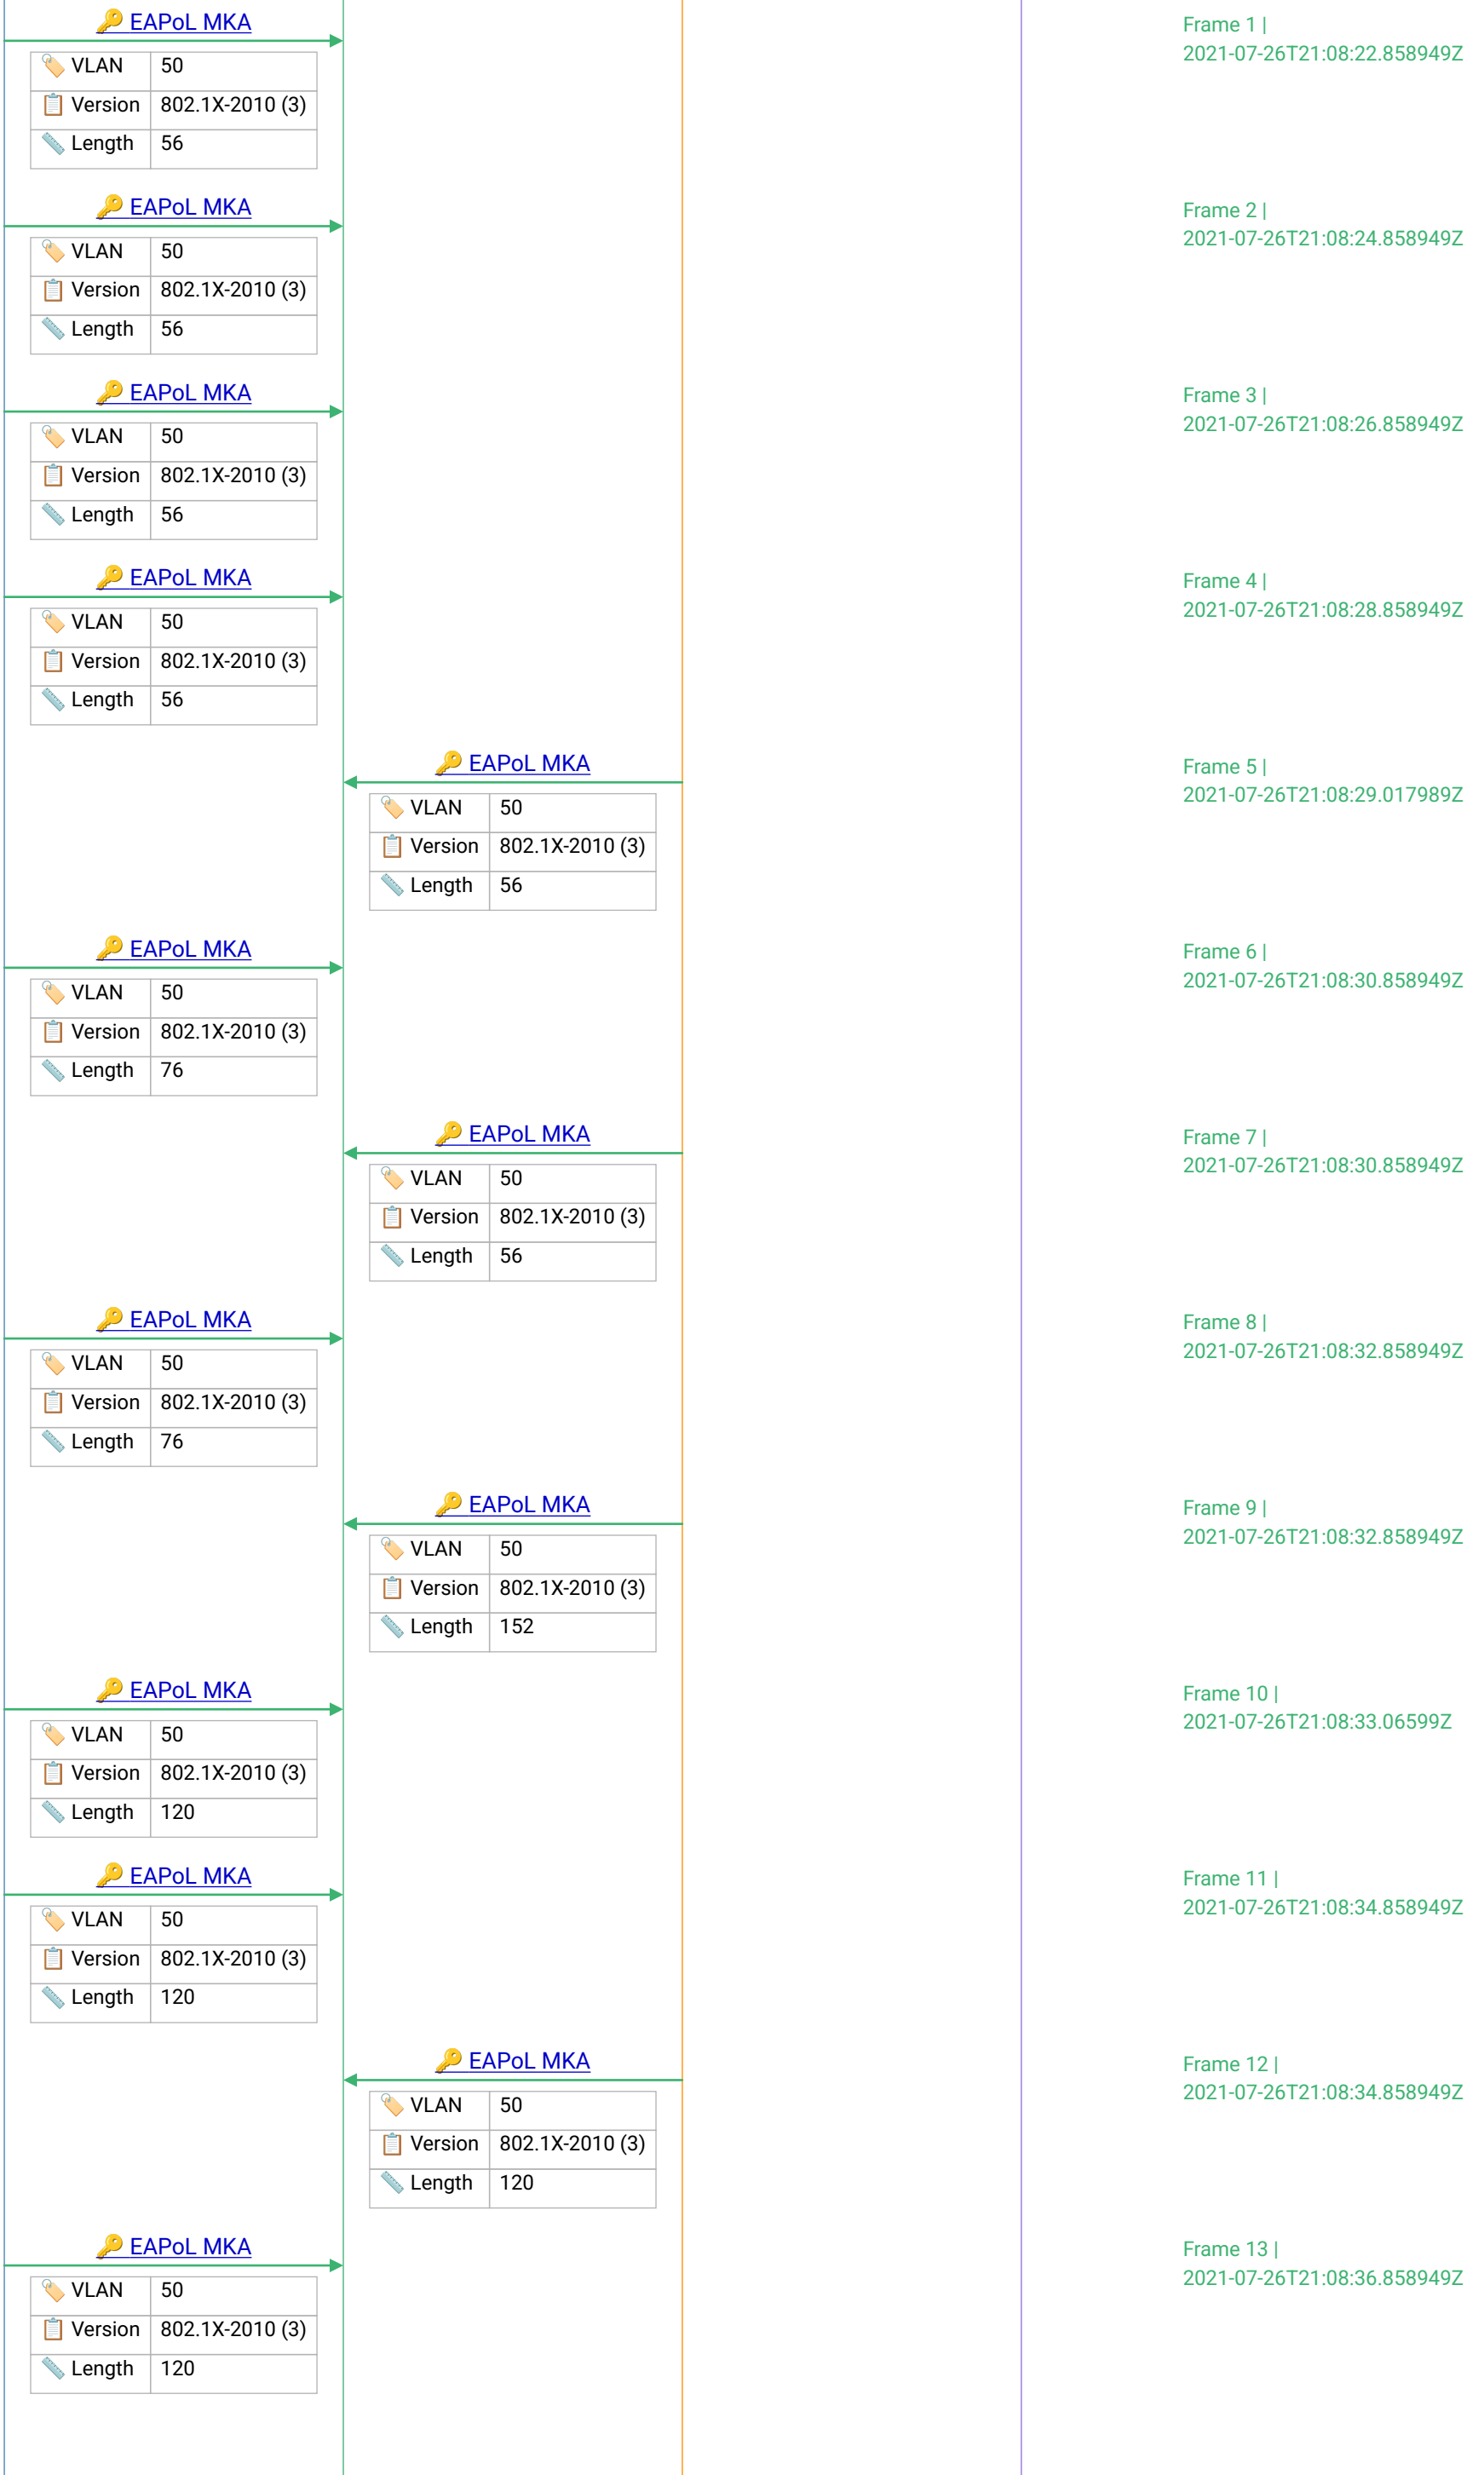 🔑 EAPoL MKA
Frame 1 |
2021-07-26T21:08:22.858949Z
🏷️ VLAN 50
📋 Version 802.1X-2010 (3)
📏 Length 56
🔑 EAPoL MKA
Frame 2 |
2021-07-26T21:08:24.858949Z
🏷️ VLAN 50
📋 Version 802.1X-2010 (3)
📏 Length 56
🔑 EAPoL MKA
Frame 3 |
2021-07-26T21:08:26.858949Z
🏷️ VLAN 50
📋 Version 802.1X-2010 (3)
📏 Length 56
🔑 EAPoL MKA
Frame 4 |
2021-07-26T21:08:28.858949Z
🏷️ VLAN 50
📋 Version 802.1X-2010 (3)
📏 Length 56
🔑 EAPoL MKA
Frame 5 |
2021-07-26T21:08:29.017989Z
🏷️ VLAN 50
📋 Version 802.1X-2010 (3)
📏 Length 56
🔑 EAPoL MKA
Frame 6 |
2021-07-26T21:08:30.858949Z
🏷️ VLAN 50
📋 Version 802.1X-2010 (3)
📏 Length 76
🔑 EAPoL MKA
Frame 7 |
2021-07-26T21:08:30.858949Z
🏷️ VLAN 50
📋 Version 802.1X-2010 (3)
📏 Length 56
🔑 EAPoL MKA
Frame 8 |
2021-07-26T21:08:32.858949Z
🏷️ VLAN 50
📋 Version 802.1X-2010 (3)
📏 Length 76
🔑 EAPoL MKA
Frame 9 |
2021-07-26T21:08:32.858949Z
🏷️ VLAN 50
📋 Version 802.1X-2010 (3)
📏 Length 152
🔑 EAPoL MKA
Frame 10 |
2021-07-26T21:08:33.06599Z
🏷️ VLAN 50
📋 Version 802.1X-2010 (3)
📏 Length 120
🔑 EAPoL MKA
Frame 11 |
2021-07-26T21:08:34.858949Z
🏷️ VLAN 50
📋 Version 802.1X-2010 (3)
📏 Length 120
🔑 EAPoL MKA
Frame 12 |
2021-07-26T21:08:34.858949Z
🏷️ VLAN 50
📋 Version 802.1X-2010 (3)
📏 Length 120
🔑 EAPoL MKA
Frame 13 |
2021-07-26T21:08:36.858949Z
🏷️ VLAN 50
📋 Version 802.1X-2010 (3)
📏 Length 120